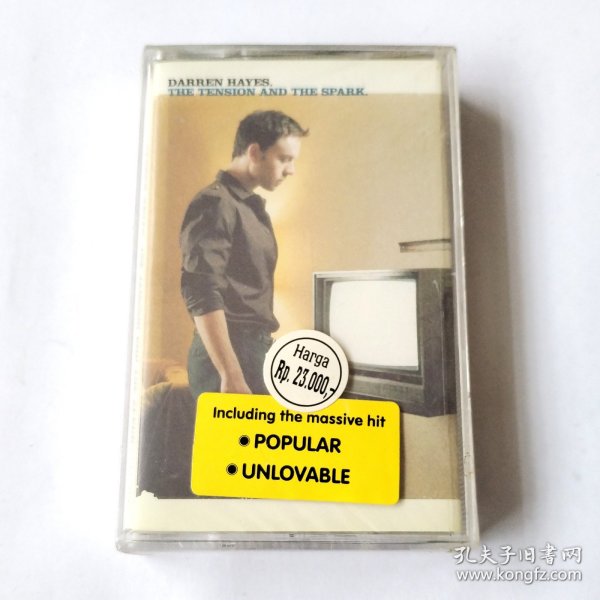 DARREN HAYES.
THE TENSION AND THE SPARK.
Harga
Rp. 23.000,-
Including the massive hit
POPULAR
UNLOVABLE
孔夫子旧书网
www.kongfz.com